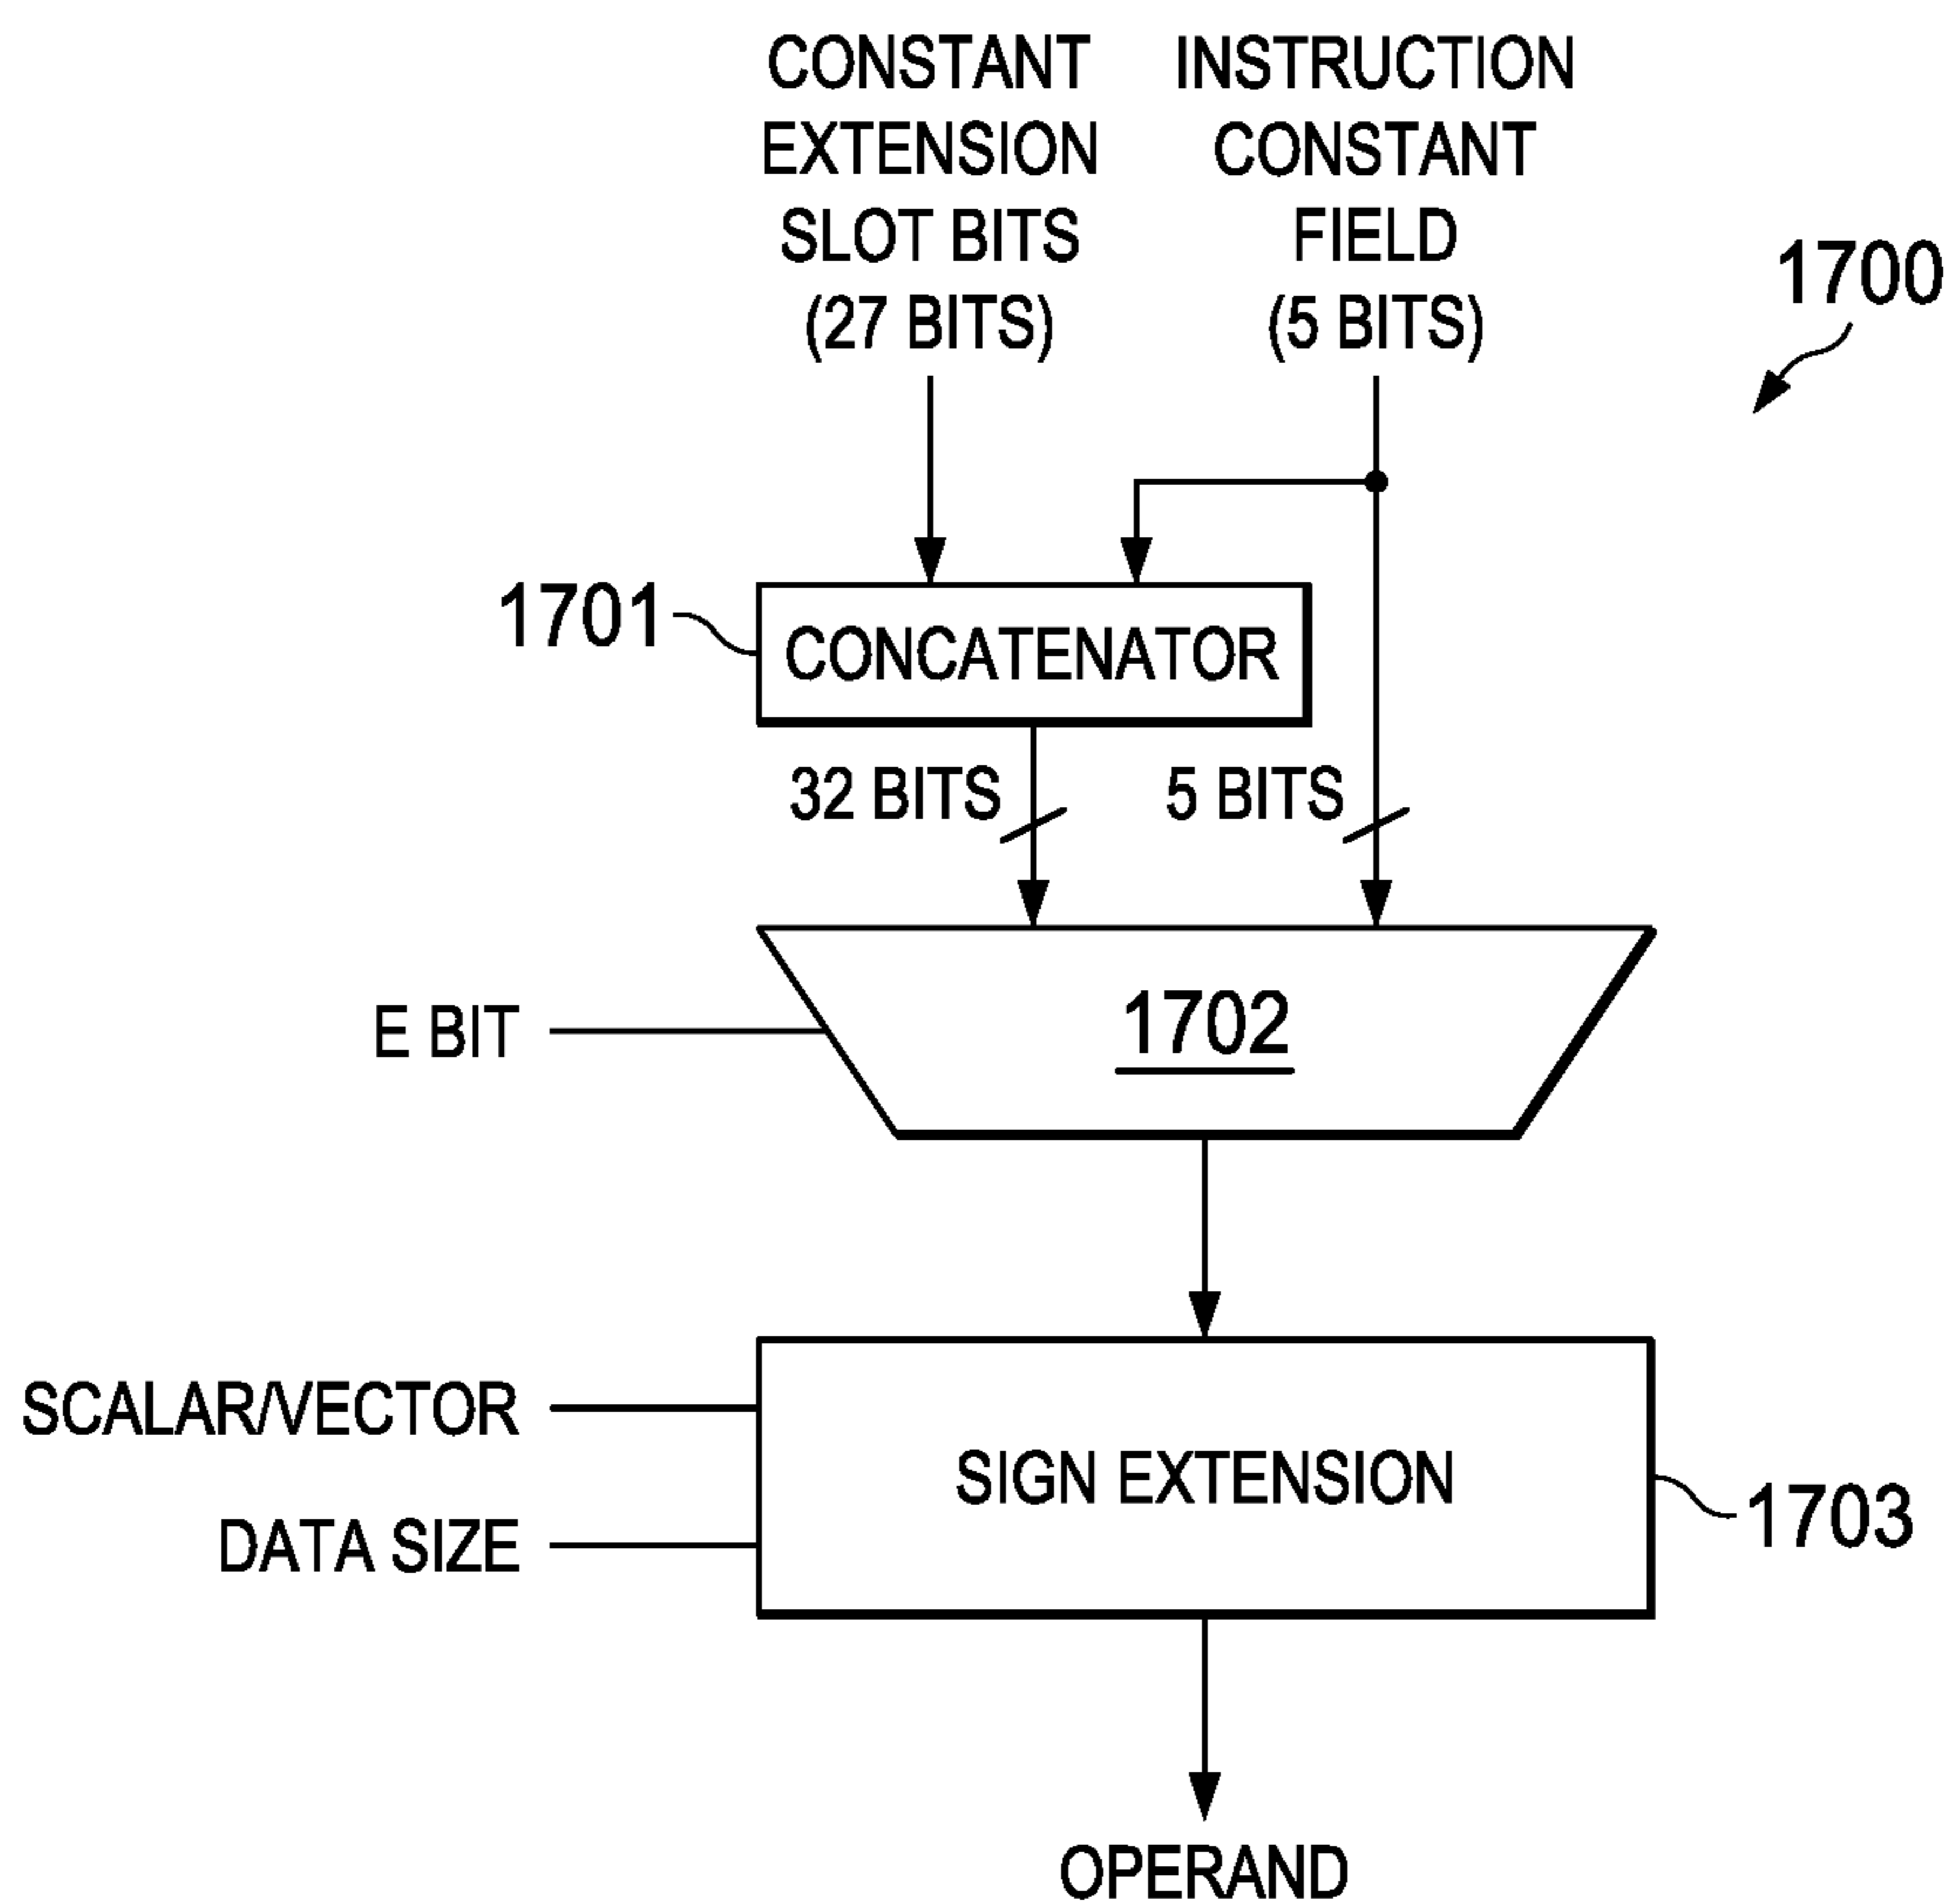 CONSTANT
EXTENSION
SLOT BITS
(27 BITS)
INSTRUCTION
CONSTANT
FIELD
(5 BITS)
1700
1701
CONCATENATOR
32 BITS
5 BITS
E BIT
1702
SCALAR/VECTOR
DATA SIZE
SIGN EXTENSION
1703
OPERAND